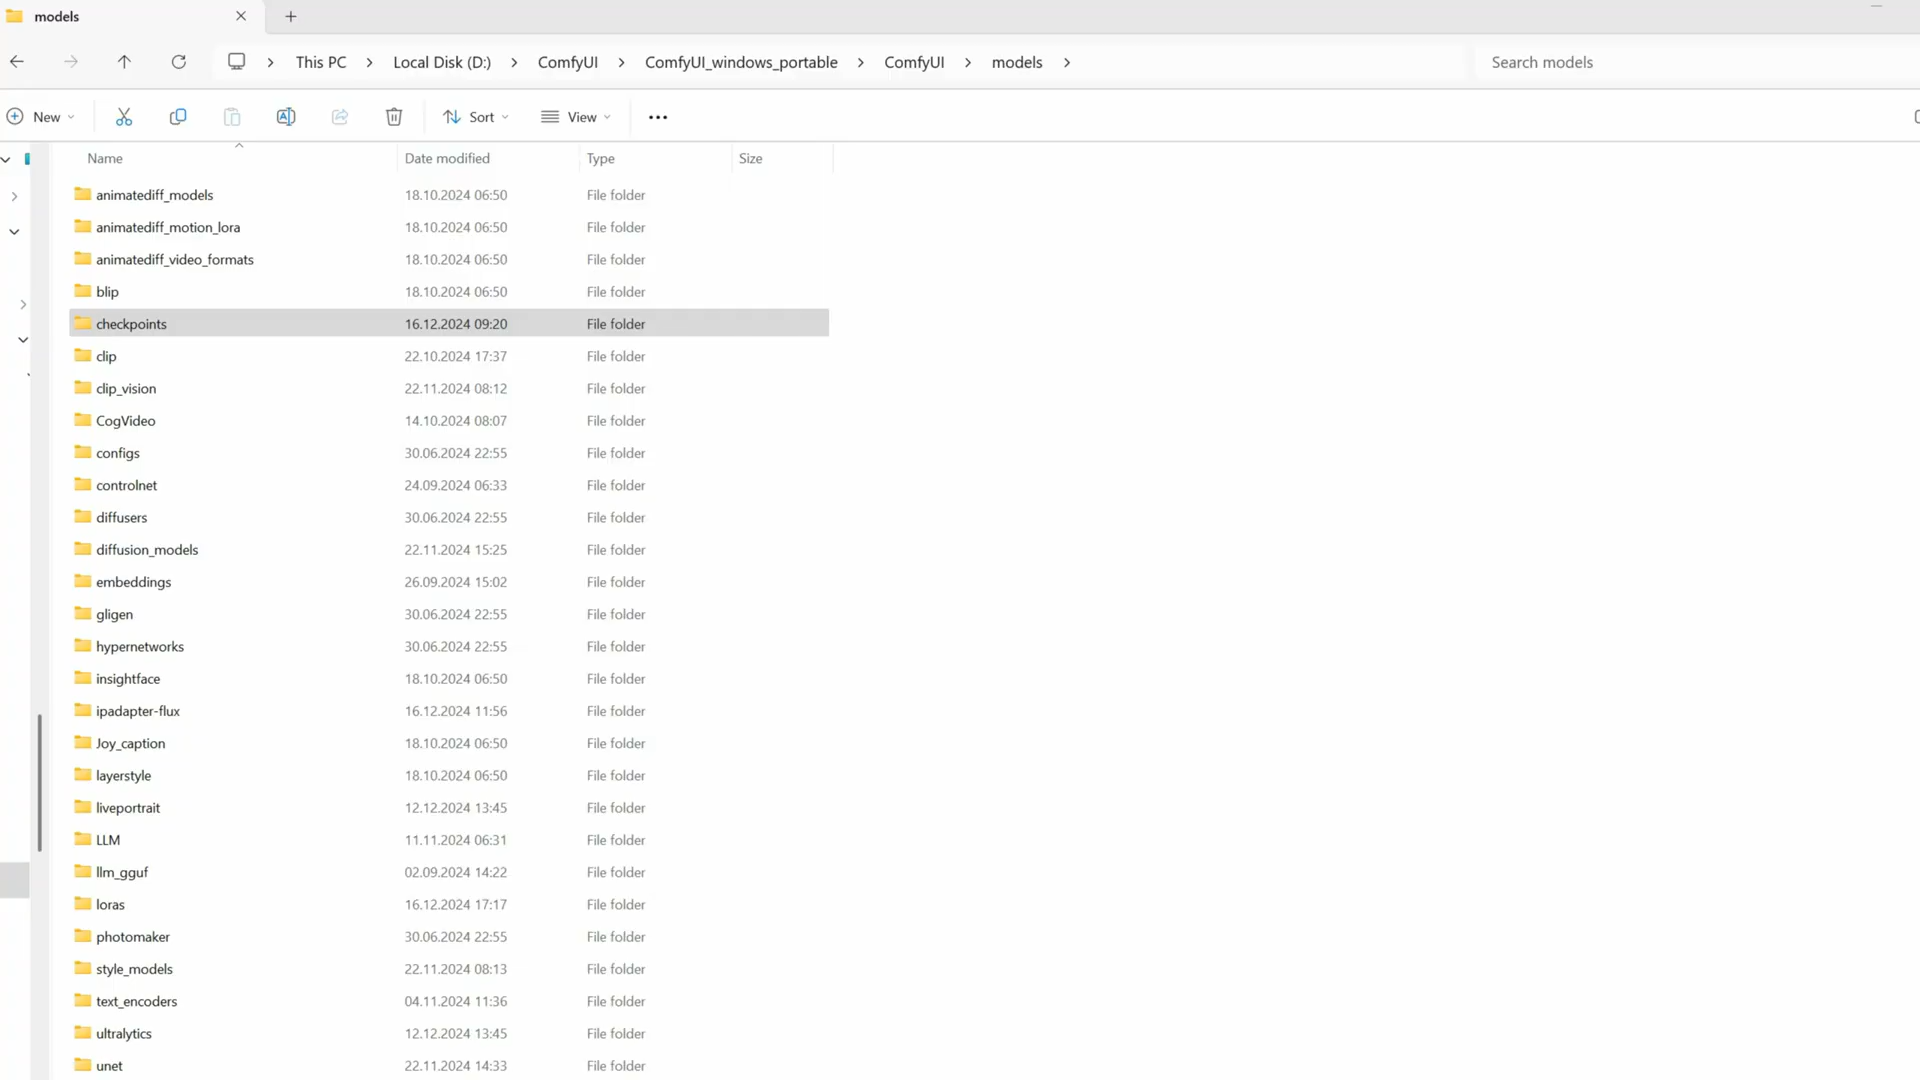 models
This PC > Local Disk (D:) > ComfyUI > ComfyUI_windows_portable > ComfyUI > models >
Search models
New
Sort
View
Name Date modified Type Size
animatediff_models 18.10.2024 06:50 File folder
animatediff_motion_lora 18.10.2024 06:50 File folder
animatediff_video_formats 18.10.2024 06:50 File folder
blip 18.10.2024 06:50 File folder
checkpoints 16.12.2024 09:20 File folder
clip 22.10.2024 17:37 File folder
clip_vision 22.11.2024 08:12 File folder
CogVideo 14.10.2024 08:07 File folder
configs 30.06.2024 22:55 File folder
controlnet 24.09.2024 06:33 File folder
diffusers 30.06.2024 22:55 File folder
diffusion_models 22.11.2024 15:25 File folder
embeddings 26.09.2024 15:02 File folder
gligen 30.06.2024 22:55 File folder
hypernetworks 30.06.2024 22:55 File folder
insightface 18.10.2024 06:50 File folder
ipadapter-flux 16.12.2024 11:56 File folder
Joy_caption 18.10.2024 06:50 File folder
layerstyle 18.10.2024 06:50 File folder
liveportrait 12.12.2024 13:45 File folder
LLM 11.11.2024 06:31 File folder
llm_gguf 02.09.2024 14:22 File folder
loras 16.12.2024 17:17 File folder
photomaker 30.06.2024 22:55 File folder
style_models 22.11.2024 08:13 File folder
text_encoders 04.11.2024 11:36 File folder
ultralytics 12.12.2024 13:45 File folder
unet 22.11.2024 14:33 File folder